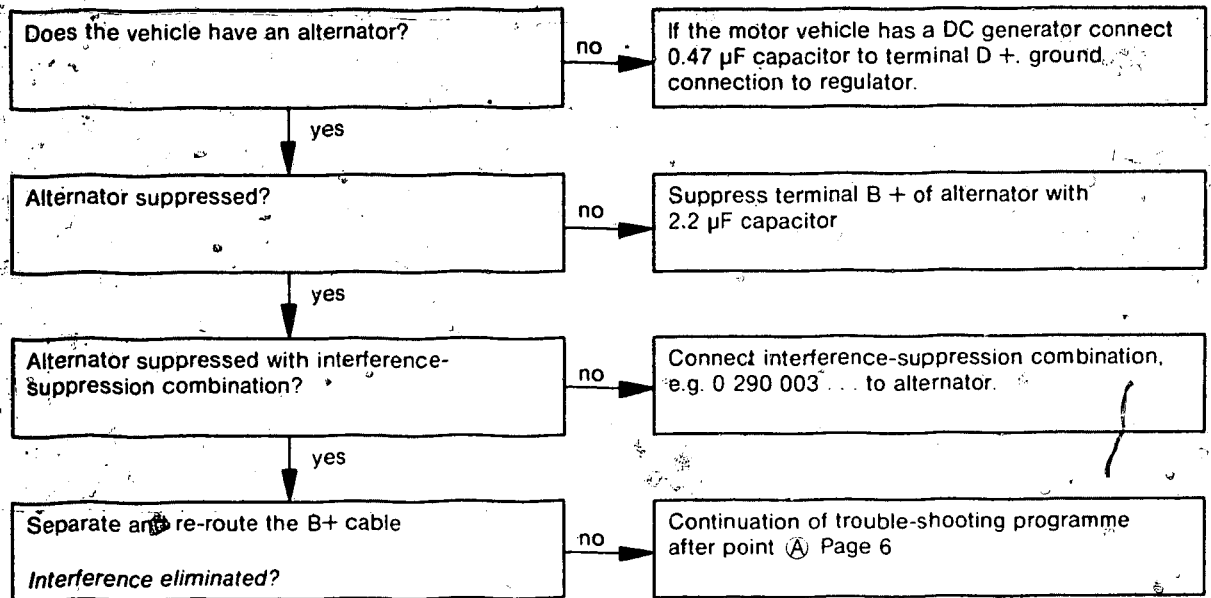 Does the vehicle have an alternator?
no
If the motor vehicle has a DC generator connect
0.47 µF capacitor to terminal D +. ground
connection to regulator.
yes
Alternator suppressed?
no
Suppress terminal B + of alternator with
2.2 µF capacitor
yes
Alternator suppressed with interference-
suppression combination?
no
Connect interference-suppression combination,
e.g. 0 290 003 ... to alternator.
yes
Separate and re-route the B+ cable
Interference eliminated?
no
Continuation of trouble-shooting programme
after point Ⓐ Page 6